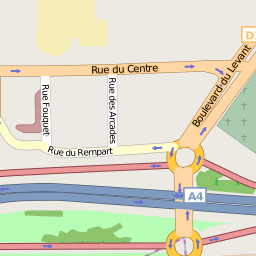 Rue du Centre
Boulevard du Levant
Rue Fouquet
Rue des Arcades
Rue du Rempart
A4